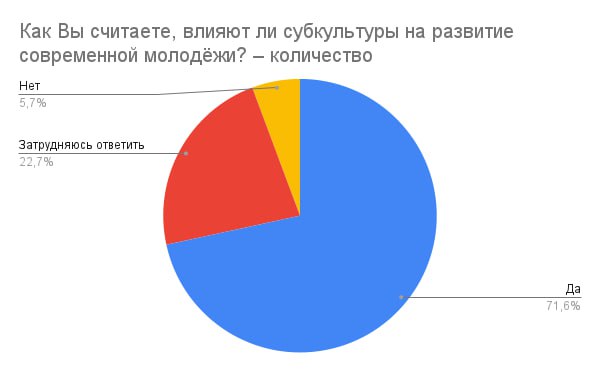 Как Вы считаете, влияют ли субкультуры на развитие
современной молодёжи? – количество
Нет
5,7%
Затрудняюсь ответить
22,7%
Да
71,6%